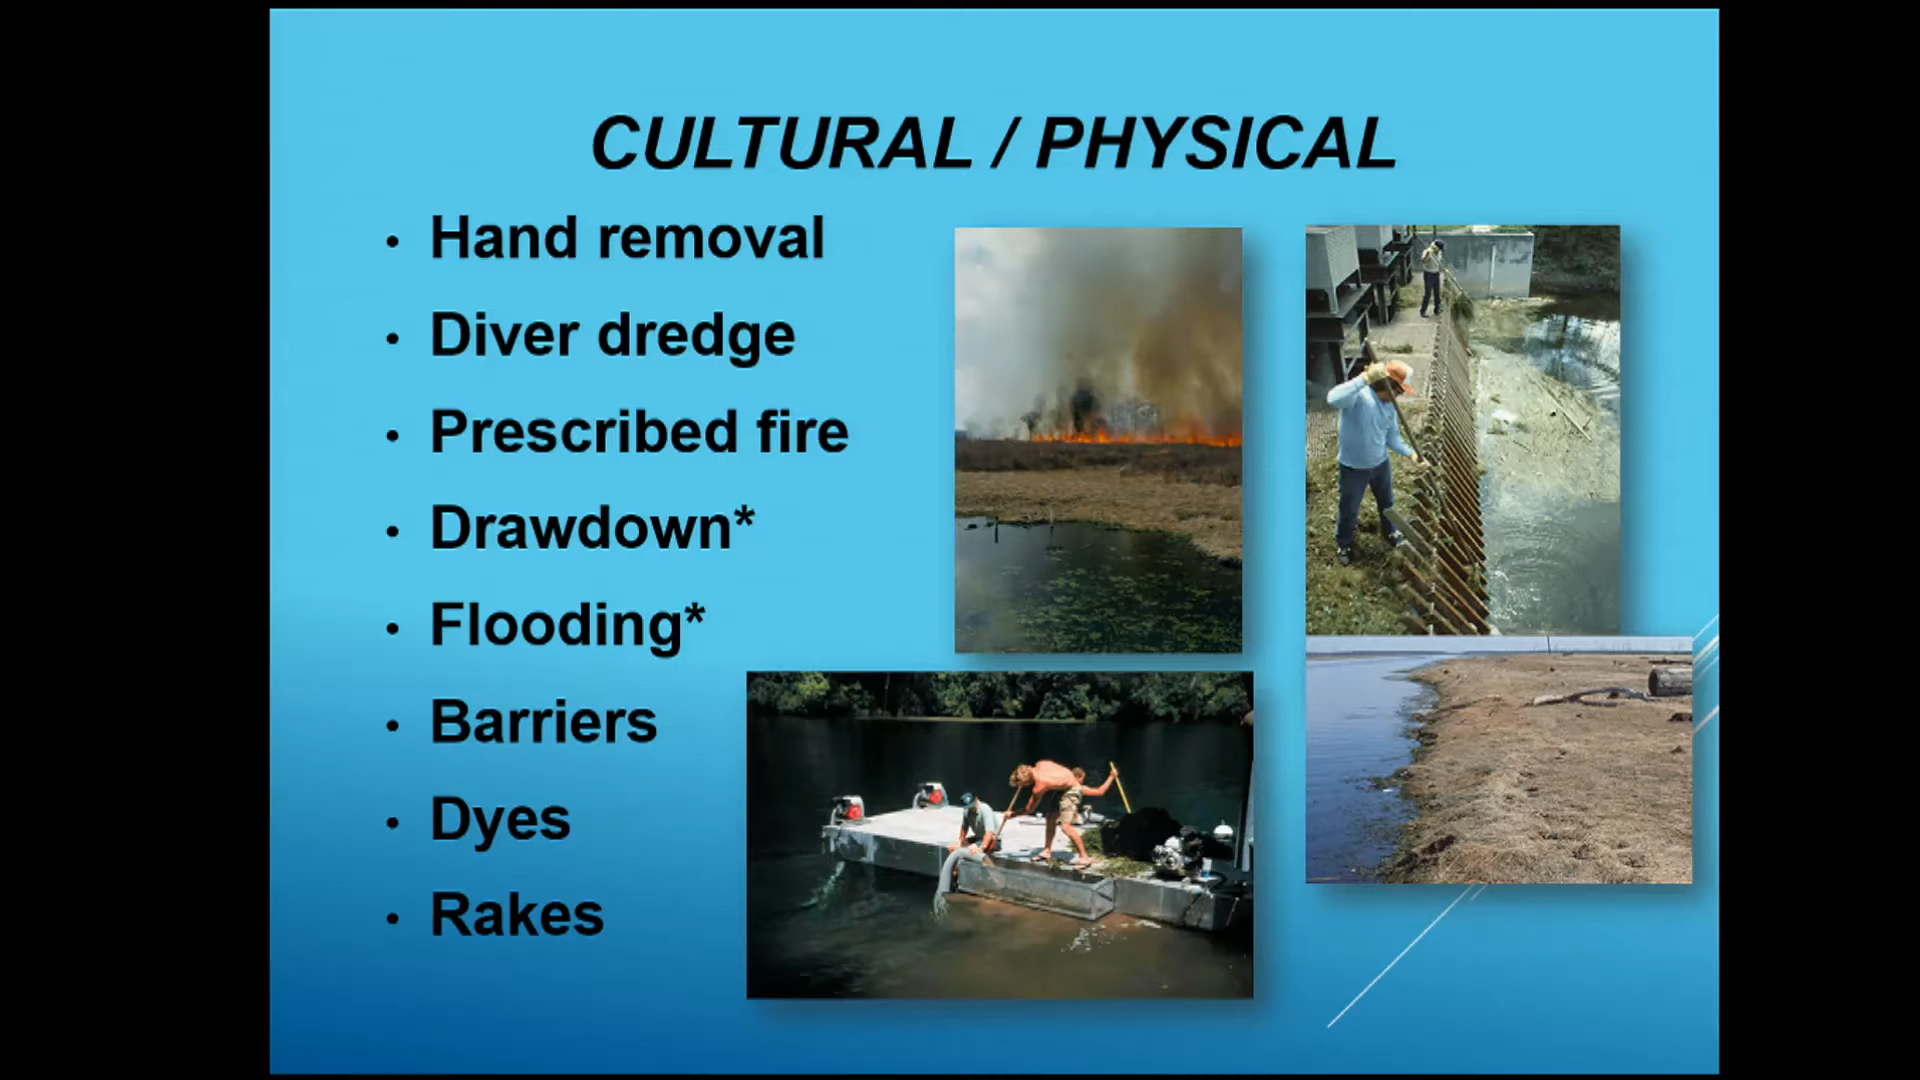 CULTURAL / PHYSICAL
• Hand removal
• Diver dredge
• Prescribed fire
• Drawdown*
• Flooding*
• Barriers
• Dyes
• Rakes